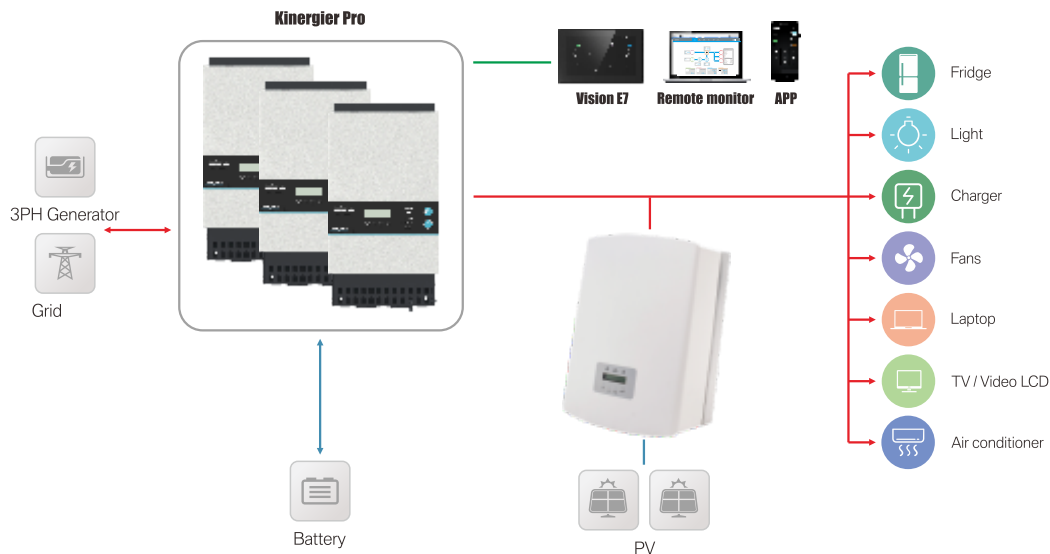 Kinergier Pro
Vision E7
Remote monitor
APP
3PH Generator
Grid
Battery
PV
Fridge
Light
Charger
Fans
Laptop
TV / Video LCD
Air conditioner